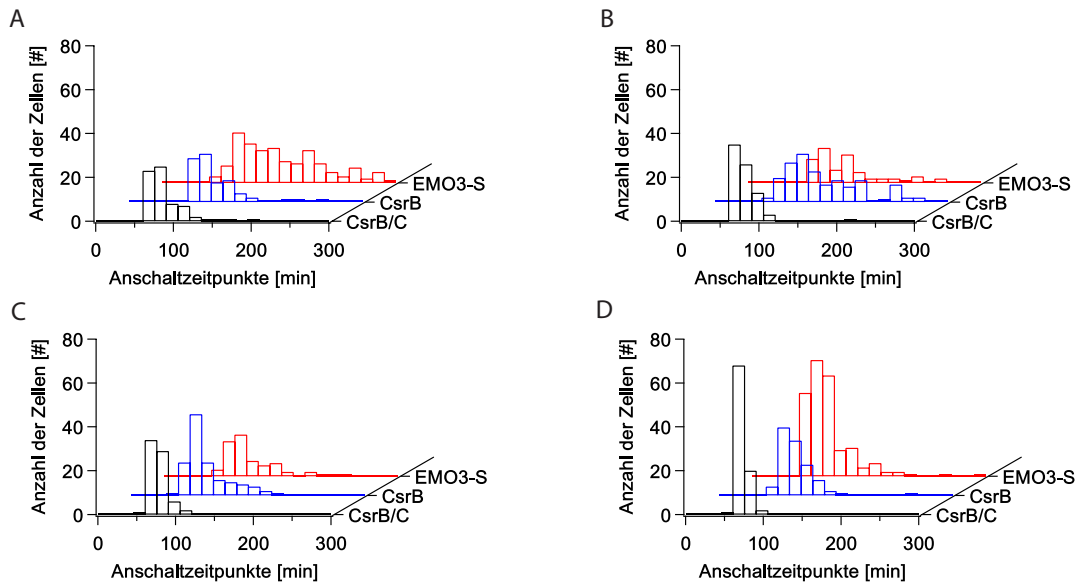 A
80
60
40
20
0
Anzahl der Zellen [#]
EMO3-S
CsrB
CsrB/C
0 100 200 300
Anschaltzeitpunkte [min]
B
80
60
40
20
0
Anzahl der Zellen [#]
EMO3-S
CsrB
CsrB/C
0 100 200 300
Anschaltzeitpunkte [min]
C
80
60
40
20
0
Anzahl der Zellen [#]
EMO3-S
CsrB
CsrB/C
0 100 200 300
Anschaltzeitpunkte [min]
D
80
60
40
20
0
Anzahl der Zellen [#]
EMO3-S
CsrB
CsrB/C
0 100 200 300
Anschaltzeitpunkte [min]